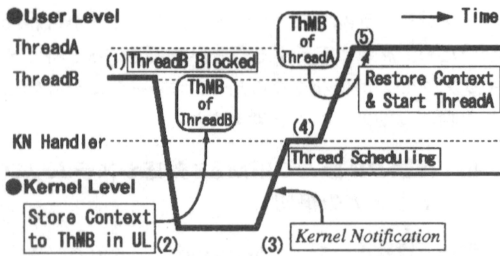 ●User Level
Time
ThreadA
ThreadB
KN Handler
●Kernel Level
(1)
ThreadB Blocked
ThMB
of
ThreadB
ThMB
of
ThreadA
(5)
Restore Context
& Start ThreadA
(4)
Thread Scheduling
Store Context
to ThMB in UL
(2)
(3)
Kernel Notification